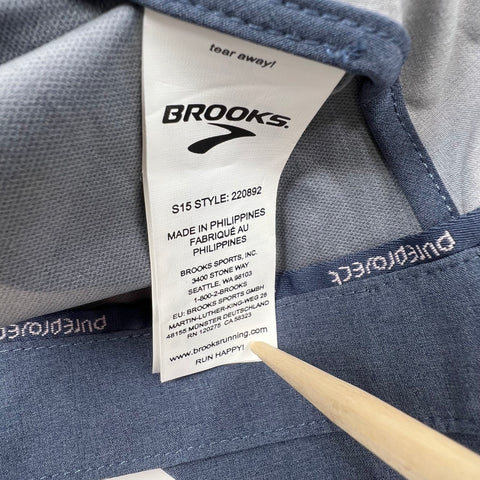 tear away!
BROOKS.
S15 STYLE: 220892
MADE IN PHILIPPINES
FABRIQUÉ AU
PHILIPPINES
BROOKS SPORTS, INC.
3400 STONE WAY
SEATTLE, WA 98103
1-800-2-BROOKS
EU: BROOKS SPORTS GMBH
MARTIN-LUTHER-KING-WEG 28
48155 MÜNSTER DEUTSCHLAND
RN 120275 CA 58323
www.brooksrunning.com
RUN HAPPY!
pureproject
pureproject